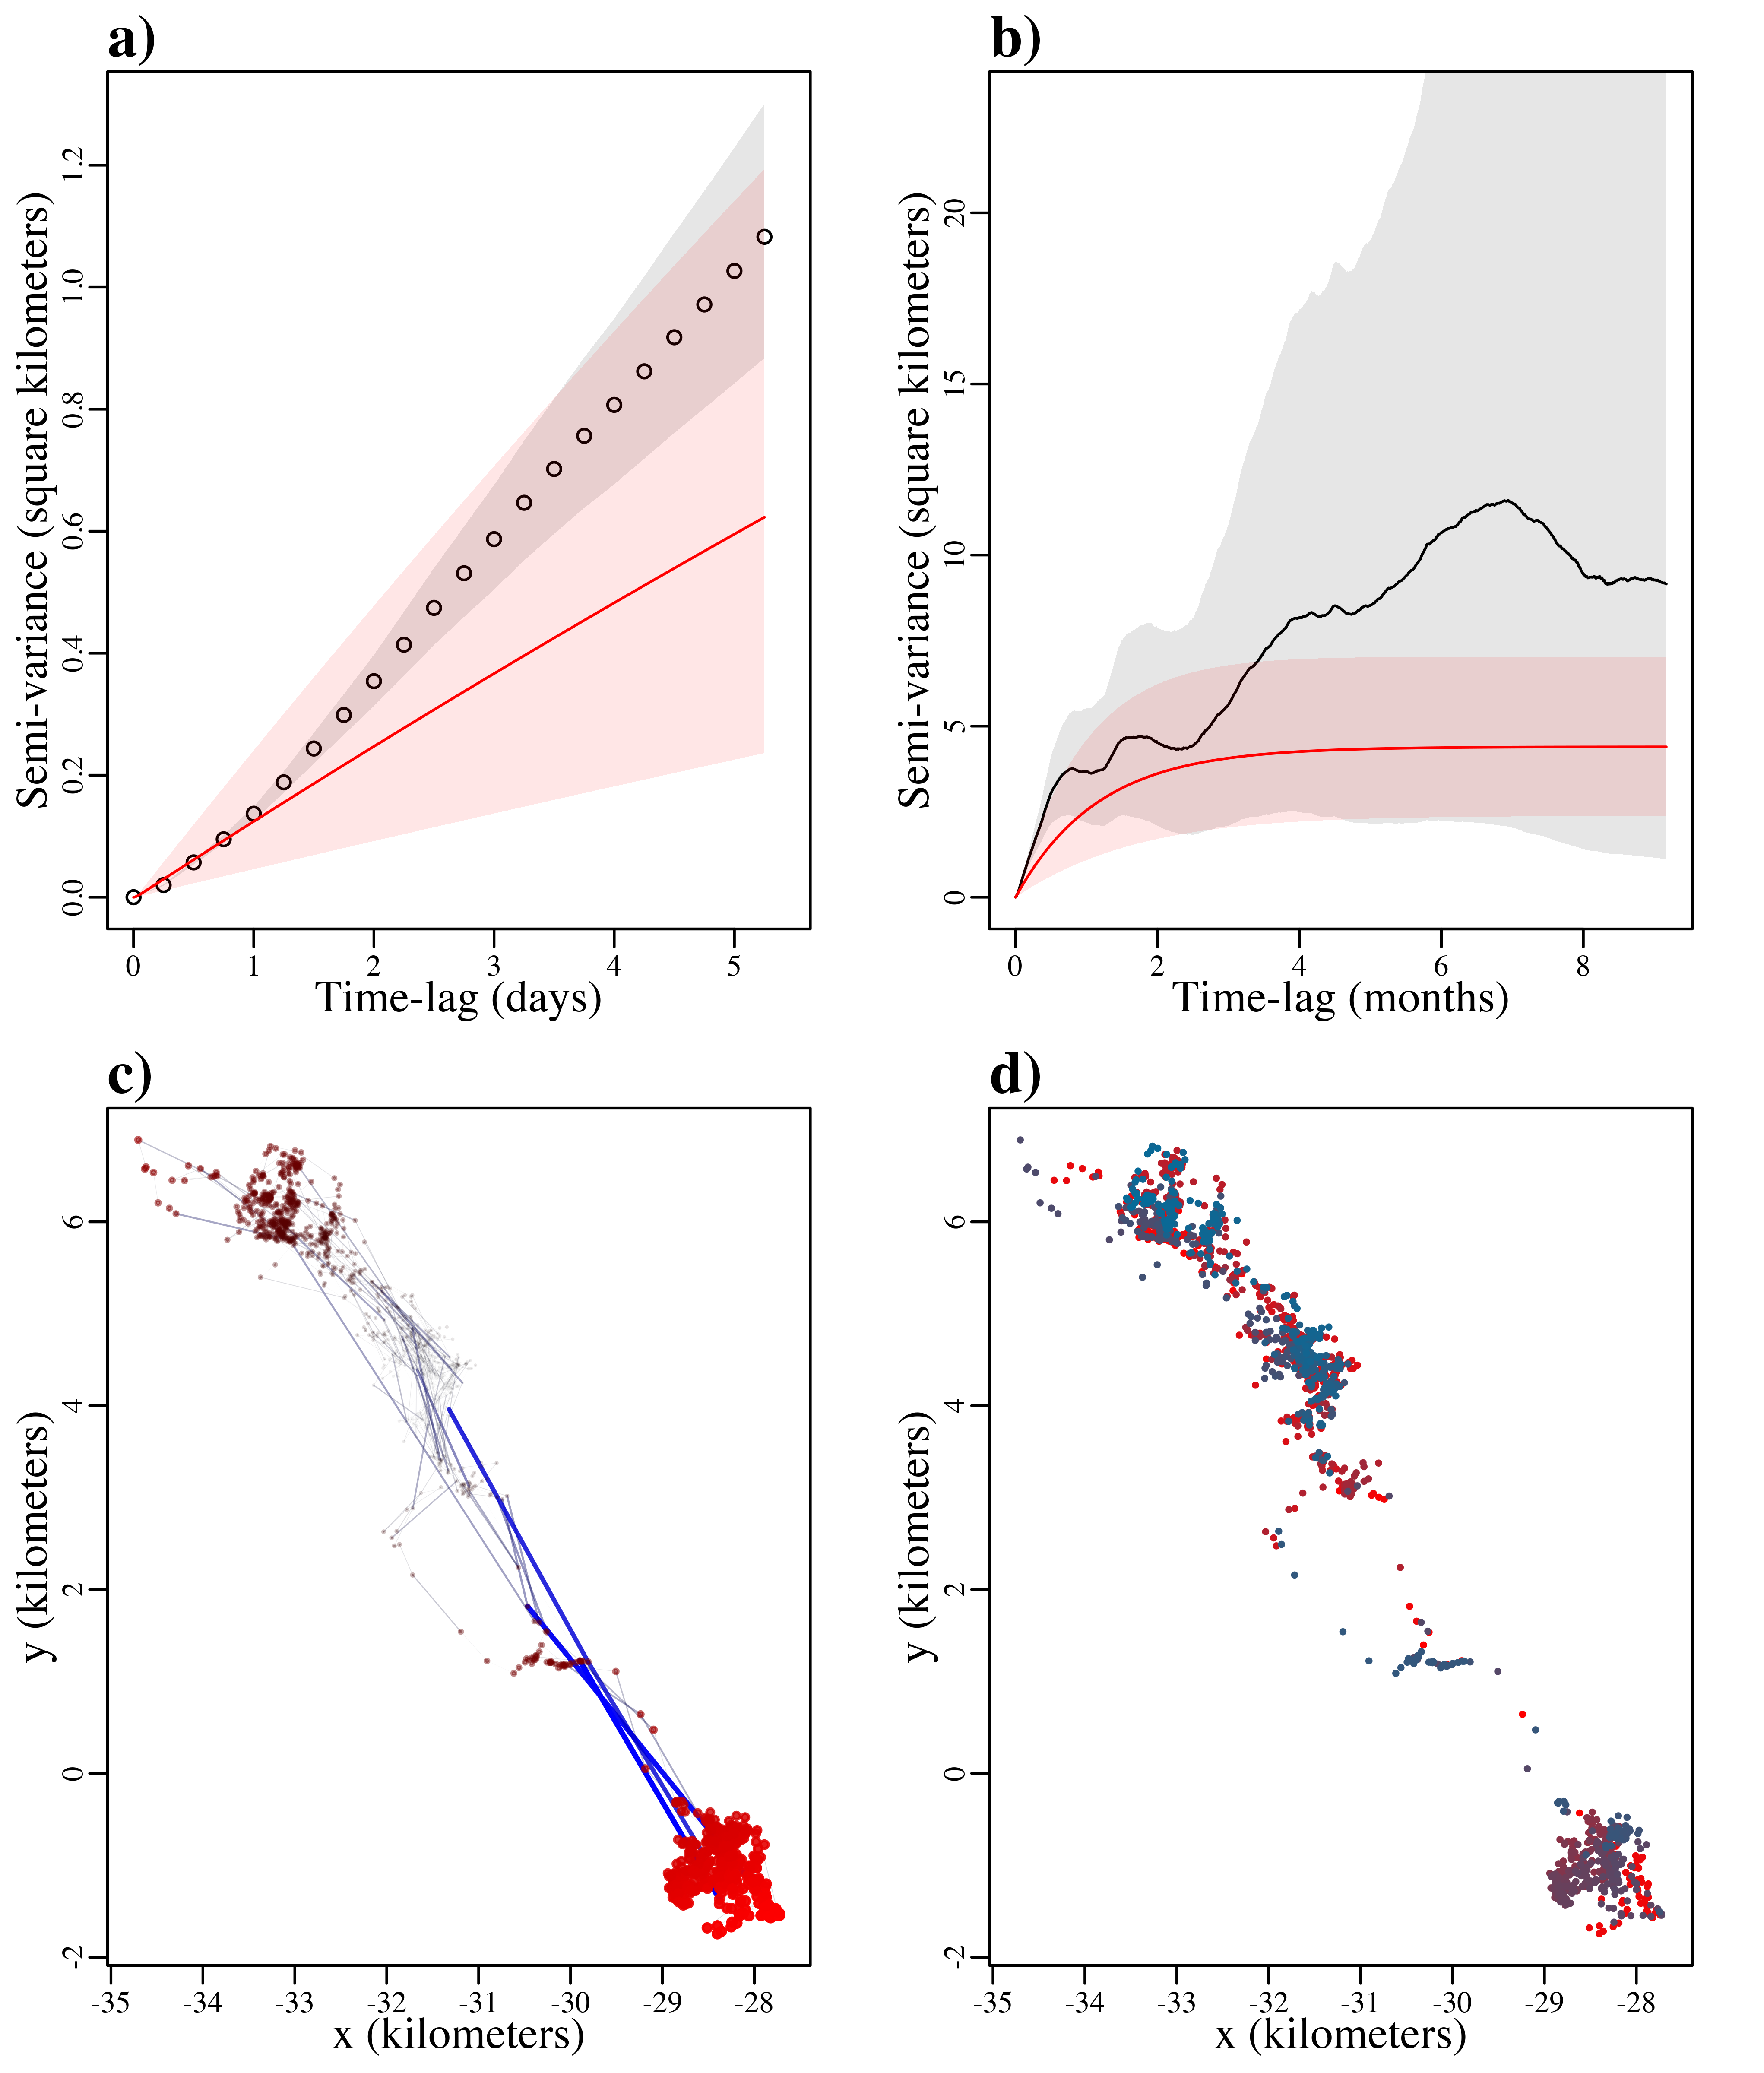 a)
Semi-variance (square kilometers)
0.0 0.2 0.4 0.6 0.8 1.0 1.2
0 1 2 3 4 5
Time-lag (days)
b)
Semi-variance (square kilometers)
0 5 10 15 20
0 2 4 6 8
Time-lag (months)
c)
y (kilometers)
-2 0 2 4 6
-35 -34 -33 -32 -31 -30 -29 -28
x (kilometers)
d)
y (kilometers)
-2 0 2 4 6
-35 -34 -33 -32 -31 -30 -29 -28
x (kilometers)